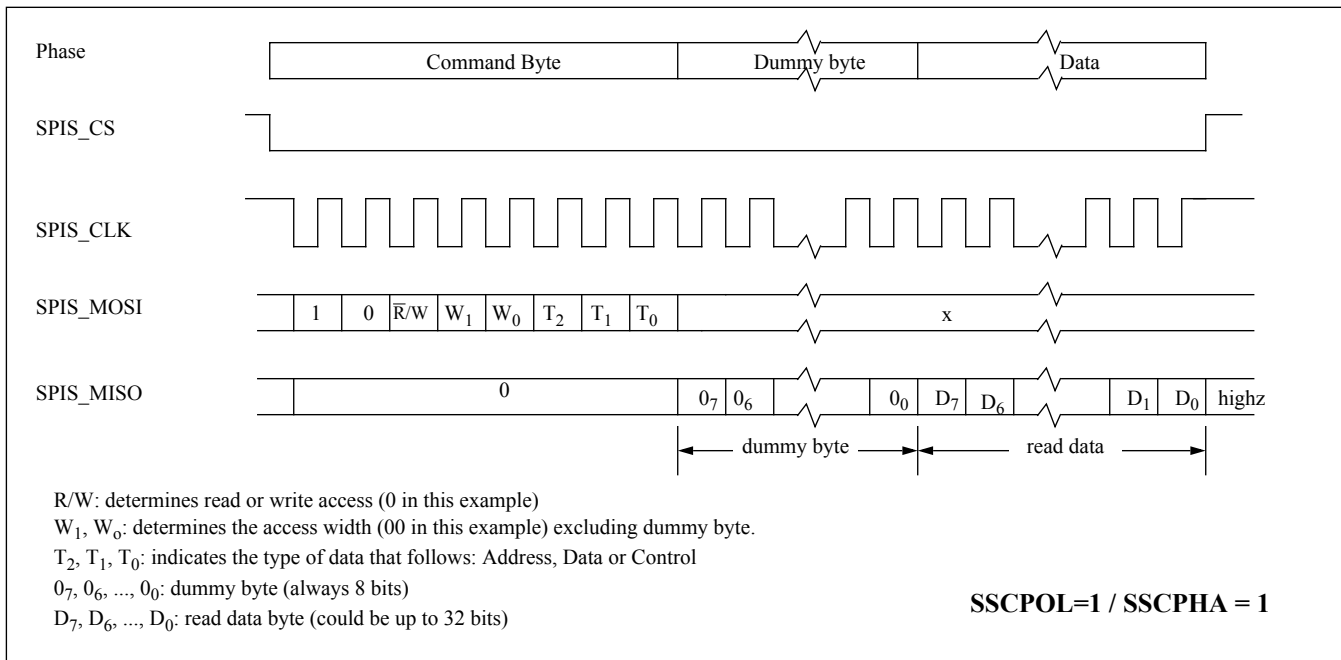 Phase
Command Byte
Dummy byte
Data
SPIS_CS
SPIS_CLK
SPIS_MOSI
1 0 R̅/W W₁ W₀ T₂ T₁ T₀ x
SPIS_MISO
0 0₇ 0₆ 0₀ D₇ D₆ D₁ D₀ highz
dummy byte
read data
R/W: determines read or write access (0 in this example)
W₁, Wₒ: determines the access width (00 in this example) excluding dummy byte.
T₂, T₁, T₀: indicates the type of data that follows: Address, Data or Control
0₇, 0₆, ..., 0₀: dummy byte (always 8 bits)
D₇, D₆, ..., D₀: read data byte (could be up to 32 bits)
SSCPOL=1 / SSCPHA = 1